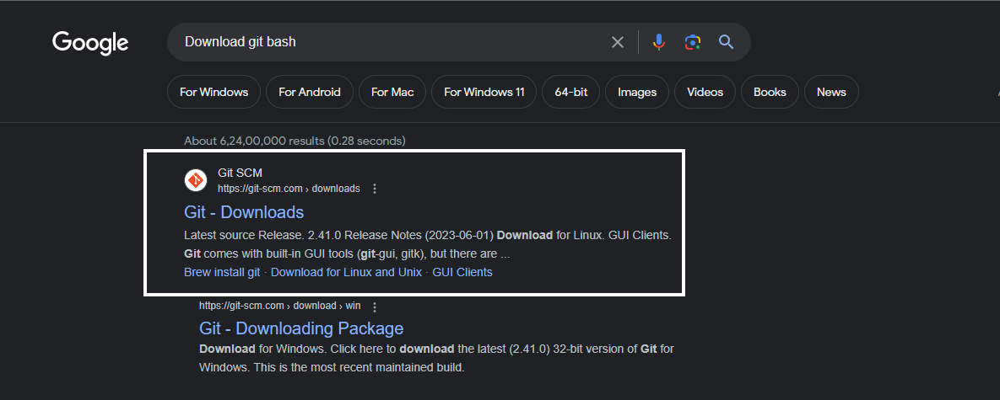 Google
Download git bash
For Windows
For Android
For Mac
For Windows 11
64-bit
Images
Videos
Books
News
About 6,24,00,000 results (0.28 seconds)
Git SCM
https://git-scm.com › downloads
Git - Downloads
Latest source Release. 2.41.0 Release Notes (2023-06-01) Download for Linux. GUI Clients.
Git comes with built-in GUI tools (git-gui, gitk), but there are ...
Brew install git · Download for Linux and Unix · GUI Clients
https://git-scm.com › download › win
Git - Downloading Package
Download for Windows. Click here to download the latest (2.41.0) 32-bit version of Git for
Windows. This is the most recent maintained build.